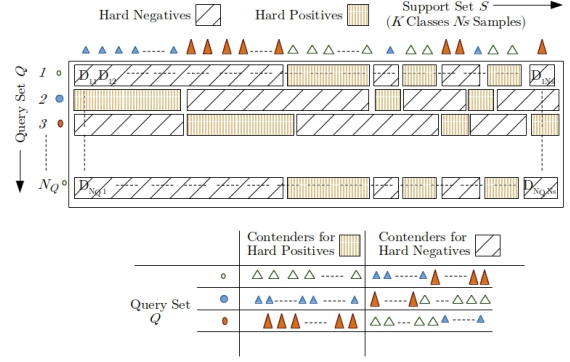 Hard Negatives
Hard Positives
Support Set S
(K Classes Ns Samples)
Query Set Q
1
D11 D12
D1Ns
2
3
NQ
DNQ1
DNQNs
Contenders for
Hard Positives
Contenders for
Hard Negatives
Query Set
Q